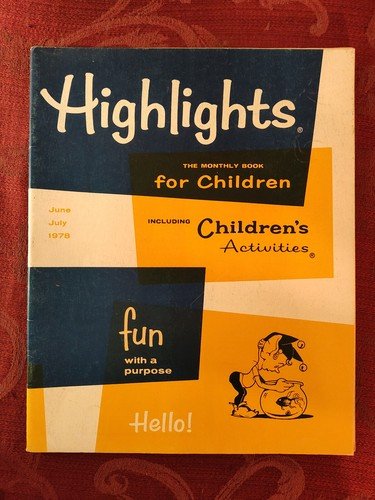 Highlights®
THE MONTHLY BOOK
for Children
June
July
1978
INCLUDING
Children's
Activities®
fun
with a
purpose
Hello!